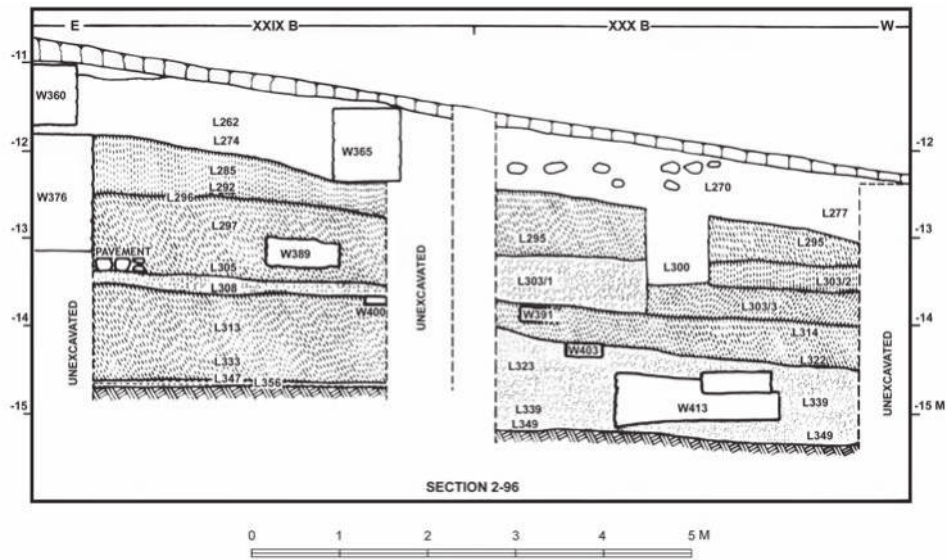 E XXIX B XXX B W
-11
W360
L262
-12 L274 W365 -12
L285 L270
L292
W376 L296 L277
L297
-13 L295 L295 -13
PAVEMENT W389
L305 L300
L308 L303/1 L303/2
W400 L303/3
W391
-14 L313 L314 -14
W403
L333 L323 L322
L347 L356
L339 W413 L339
-15 L349 L349 -15 M
UNEXCAVATED
UNEXCAVATED
UNEXCAVATED
SECTION 2-96
0 1 2 3 4 5 M